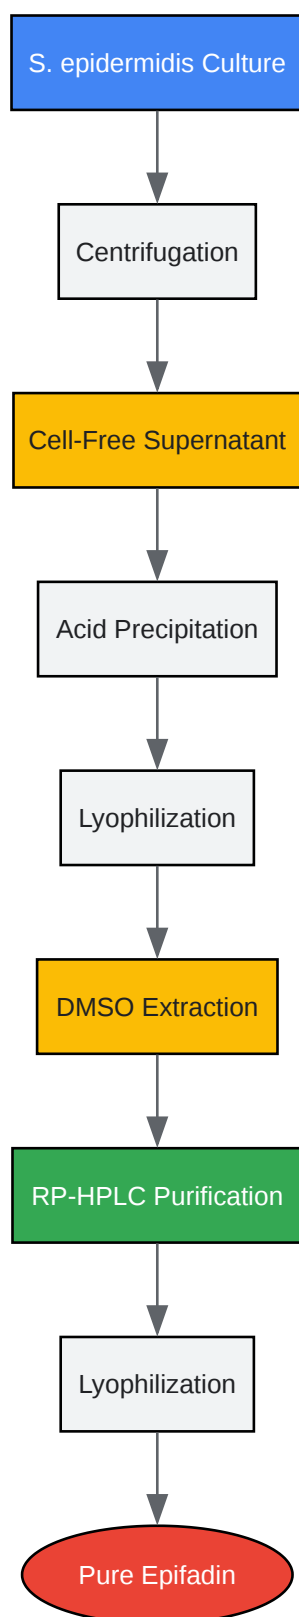 S. epidermidis Culture
Centrifugation
Cell-Free Supernatant
Acid Precipitation
Lyophilization
DMSO Extraction
RP-HPLC Purification
Lyophilization
Pure Epifadin